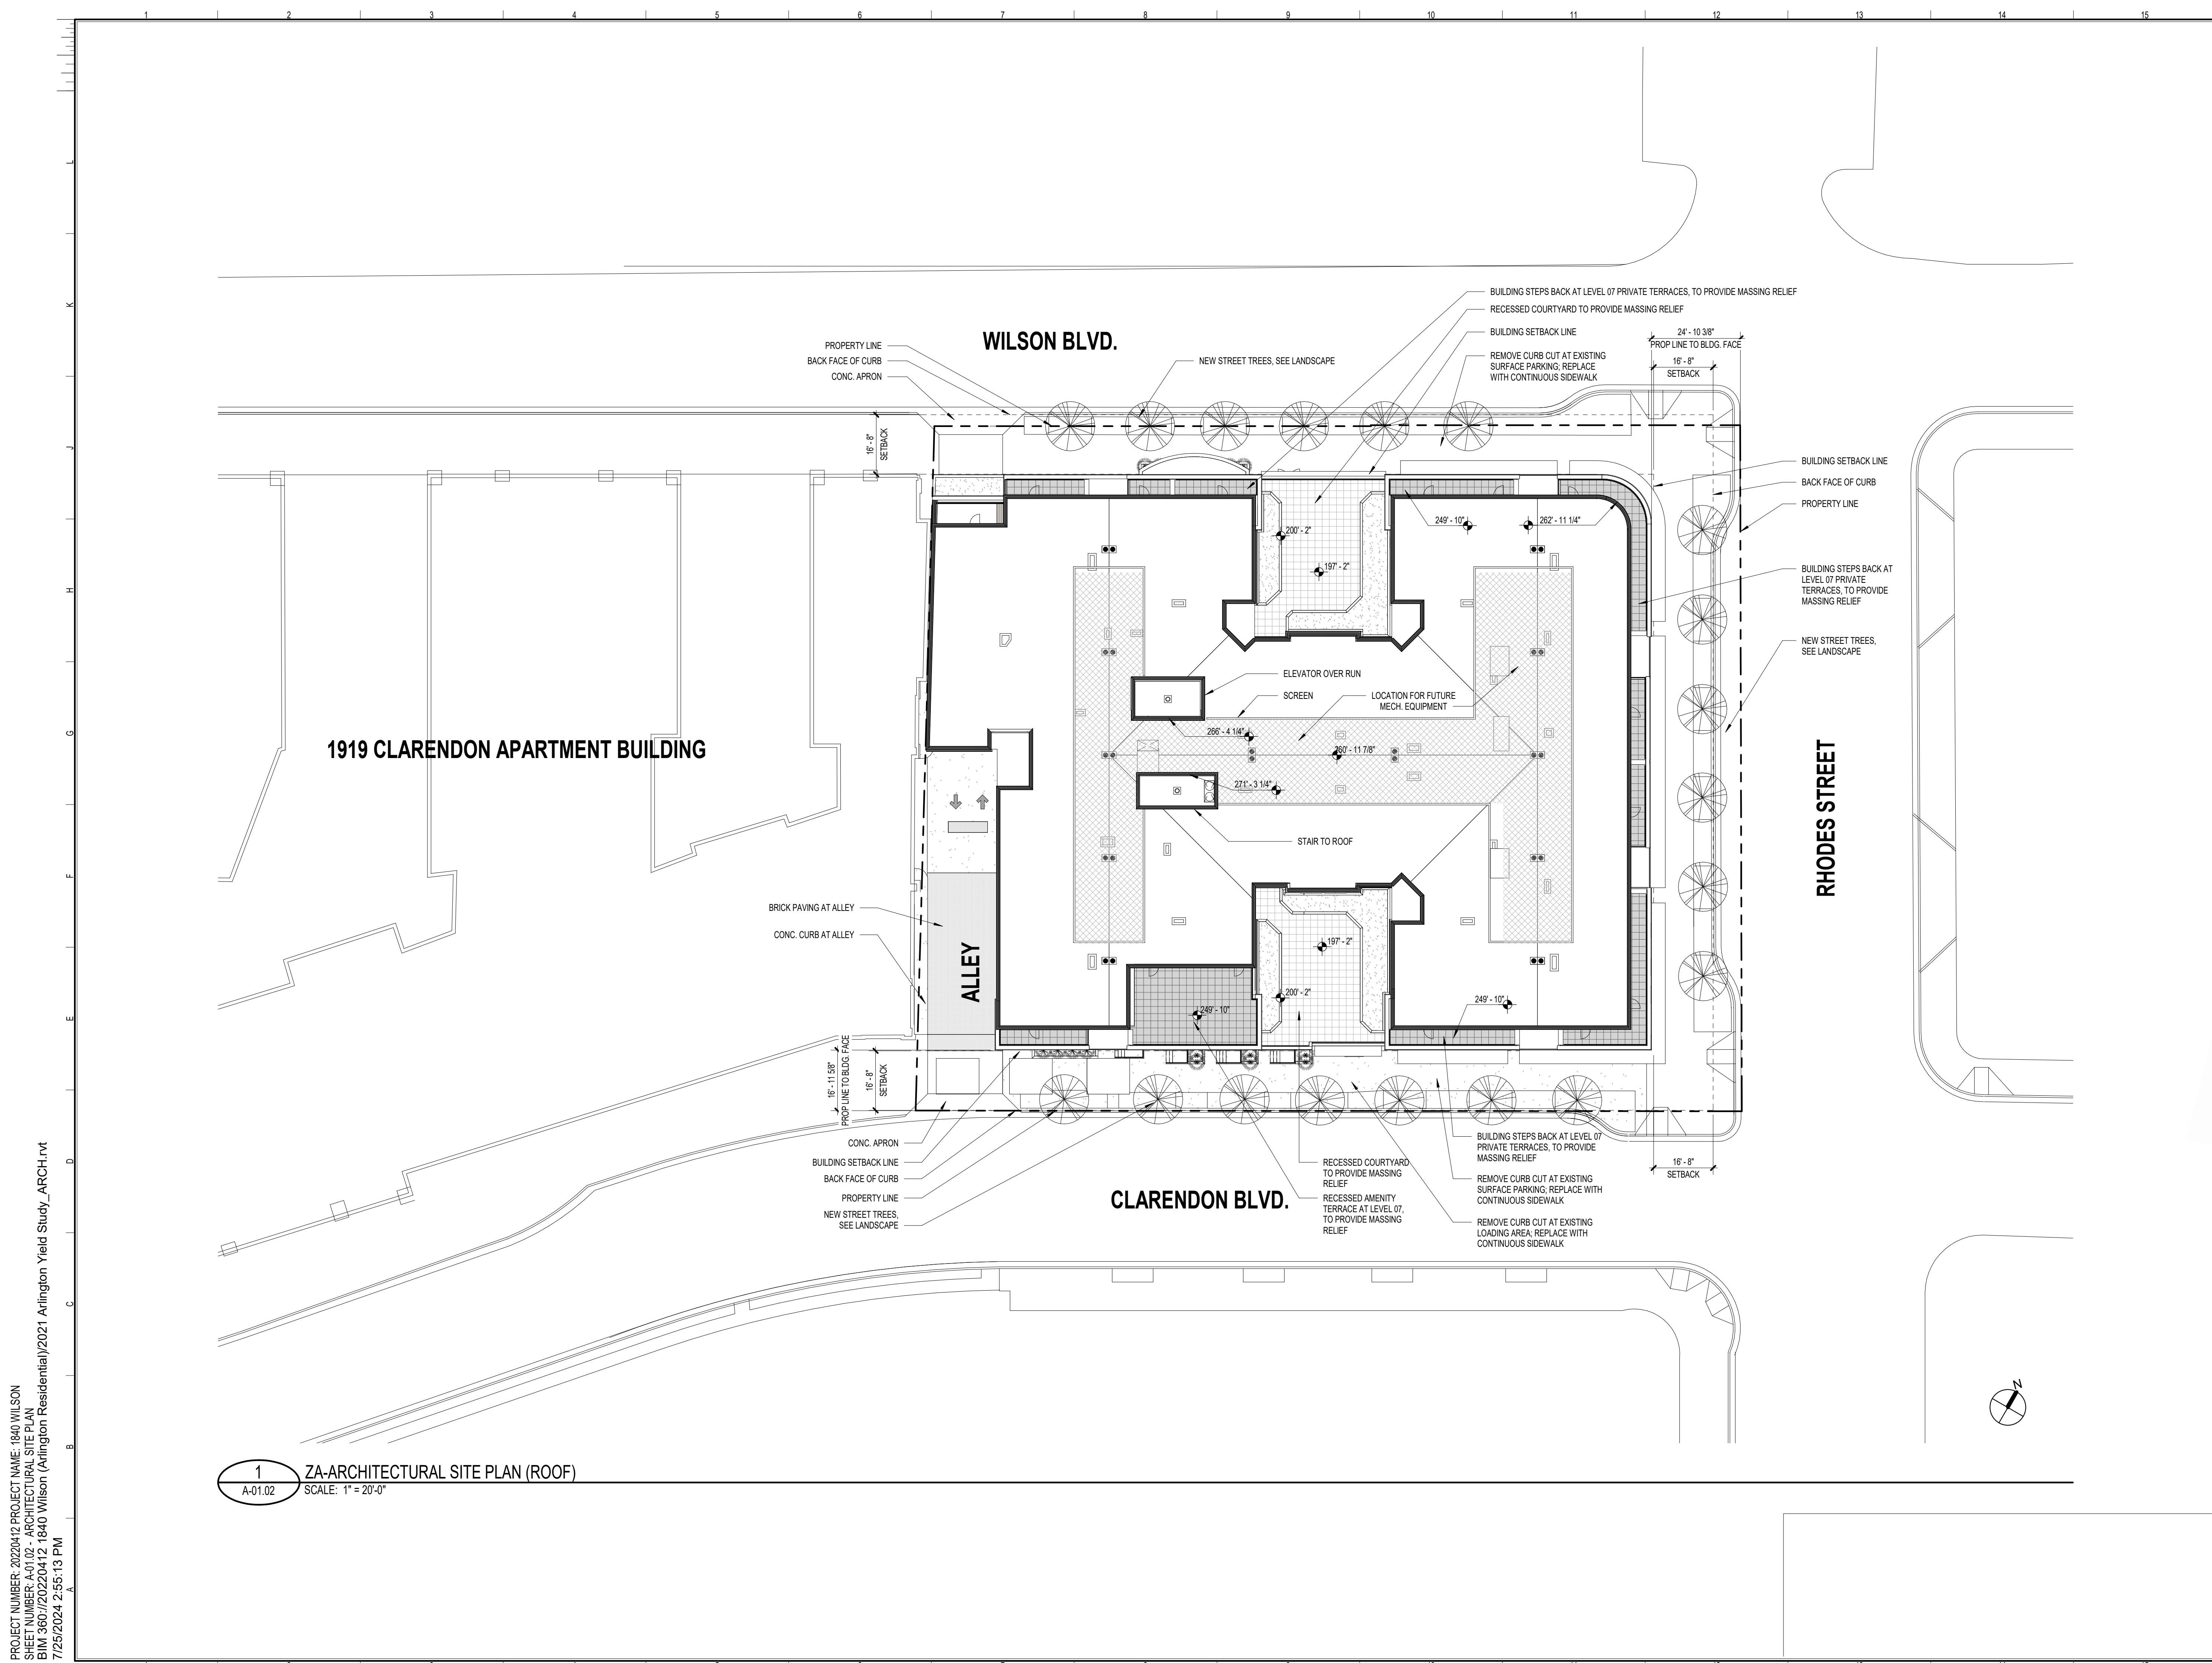 1 2 3 4 5 6 7 8 9 10 11 12 13 14 15
L
K
J
H
G
F
E
D
C
B
A
WILSON BLVD.
PROPERTY LINE
BACK FACE OF CURB
CONC. APRON
NEW STREET TREES, SEE LANDSCAPE
BUILDING STEPS BACK AT LEVEL 07 PRIVATE TERRACES, TO PROVIDE MASSING RELIEF
RECESSED COURTYARD TO PROVIDE MASSING RELIEF
BUILDING SETBACK LINE
REMOVE CURB CUT AT EXISTING
SURFACE PARKING; REPLACE
WITH CONTINUOUS SIDEWALK
24' - 10 3/8"
PROP LINE TO BLDG. FACE
16' - 8"
SETBACK
16' - 8"
SETBACK
BUILDING SETBACK LINE
BACK FACE OF CURB
PROPERTY LINE
BUILDING STEPS BACK AT
LEVEL 07 PRIVATE
TERRACES, TO PROVIDE
MASSING RELIEF
NEW STREET TREES,
SEE LANDSCAPE
RHODES STREET
200' - 2"
197' - 2"
249' - 10"
262' - 11 1/4"
ELEVATOR OVER RUN
SCREEN
LOCATION FOR FUTURE
MECH. EQUIPMENT
266' - 4 1/4"
260' - 11 7/8"
271' - 3 1/4"
STAIR TO ROOF
1919 CLARENDON APARTMENT BUILDING
BRICK PAVING AT ALLEY
CONC. CURB AT ALLEY
ALLEY
197' - 2"
200' - 2"
249' - 10"
249' - 10"
16' - 11 5/8"
PROP LINE TO BLDG. FACE
16' - 8"
SETBACK
CONC. APRON
BUILDING SETBACK LINE
BACK FACE OF CURB
PROPERTY LINE
NEW STREET TREES,
SEE LANDSCAPE
CLARENDON BLVD.
RECESSED COURTYARD
TO PROVIDE MASSING
RELIEF
RECESSED AMENITY
TERRACE AT LEVEL 07,
TO PROVIDE MASSING
RELIEF
BUILDING STEPS BACK AT LEVEL 07
PRIVATE TERRACES, TO PROVIDE
MASSING RELIEF
REMOVE CURB CUT AT EXISTING
SURFACE PARKING; REPLACE WITH
CONTINUOUS SIDEWALK
REMOVE CURB CUT AT EXISTING
LOADING AREA; REPLACE WITH
CONTINUOUS SIDEWALK
16' - 8"
SETBACK
N
1
A-01.02
ZA-ARCHITECTURAL SITE PLAN (ROOF)
SCALE: 1" = 20'-0"
PROJECT NUMBER: 20220412 PROJECT NAME: 1840 WILSON
SHEET NUMBER: A-01.02 - ARCHITECTURAL SITE PLAN
BIM 360://20220412 1840 Wilson (Arlington Residential)/2021 Arlington Yield Study_ARCH.rvt
7/25/2024 2:55:13 PM